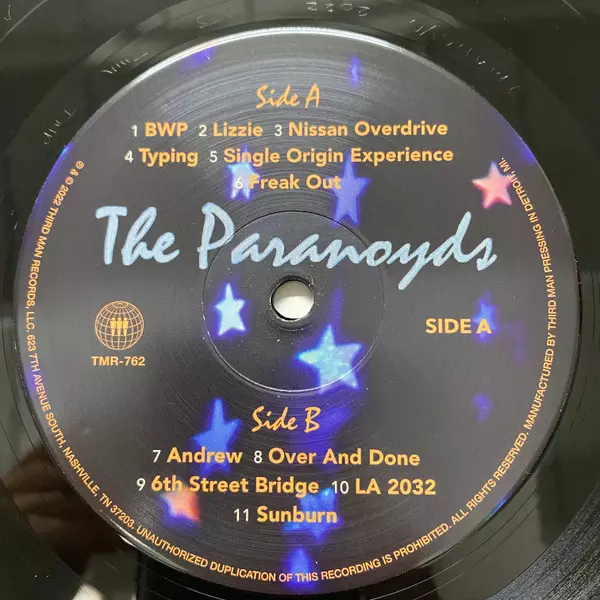 Side A
1 BWP 2 Lizzie 3 Nissan Overdrive
4 Typing 5 Single Origin Experience
6 Freak Out
The Paranoyds
SIDE A
TMR-762
Side B
7 Andrew 8 Over And Done
9 6th Street Bridge 10 LA 2032
11 Sunburn
℗ & © 2022 THIRD MAN RECORDS, LLC. 623 7TH AVENUE SOUTH, NASHVILLE, TN 37203. UNAUTHORIZED DUPLICATION OF THIS RECORDING IS PROHIBITED. ALL RIGHTS RESERVED. MANUFACTURED BY THIRD MAN PRESSING IN DETROIT, MI.